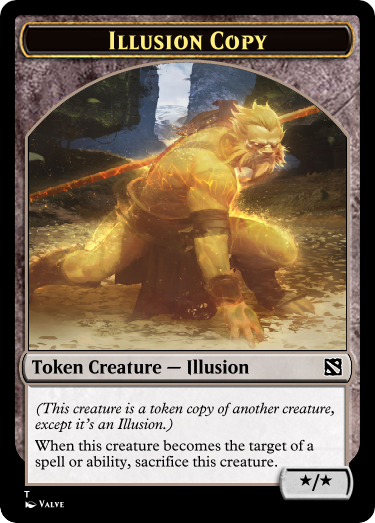 Illusion Copy
Token Creature — Illusion
(This creature is a token copy of another creature,
except it's an Illusion.)
When this creature becomes the target of a
spell or ability, sacrifice this creature.
★/★
T
Valve